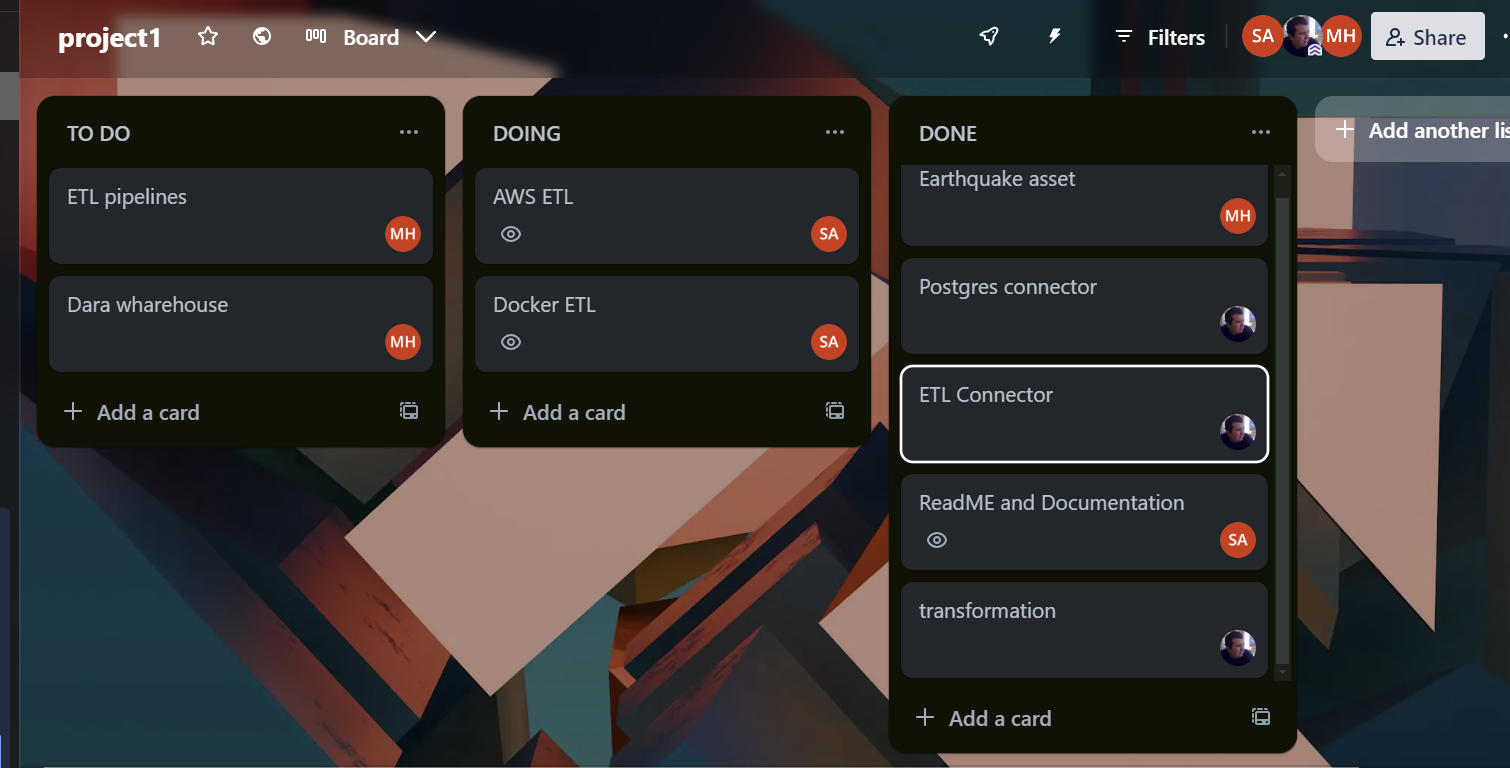 project1 Board Filters SA MH Share
TO DO
ETL pipelines
MH
Dara wharehouse
MH
Add a card
DOING
AWS ETL
SA
Docker ETL
SA
Add a card
DONE
Earthquake asset
MH
Postgres connector
ETL Connector
ReadME and Documentation
SA
transformation
Add a card
Add another lis